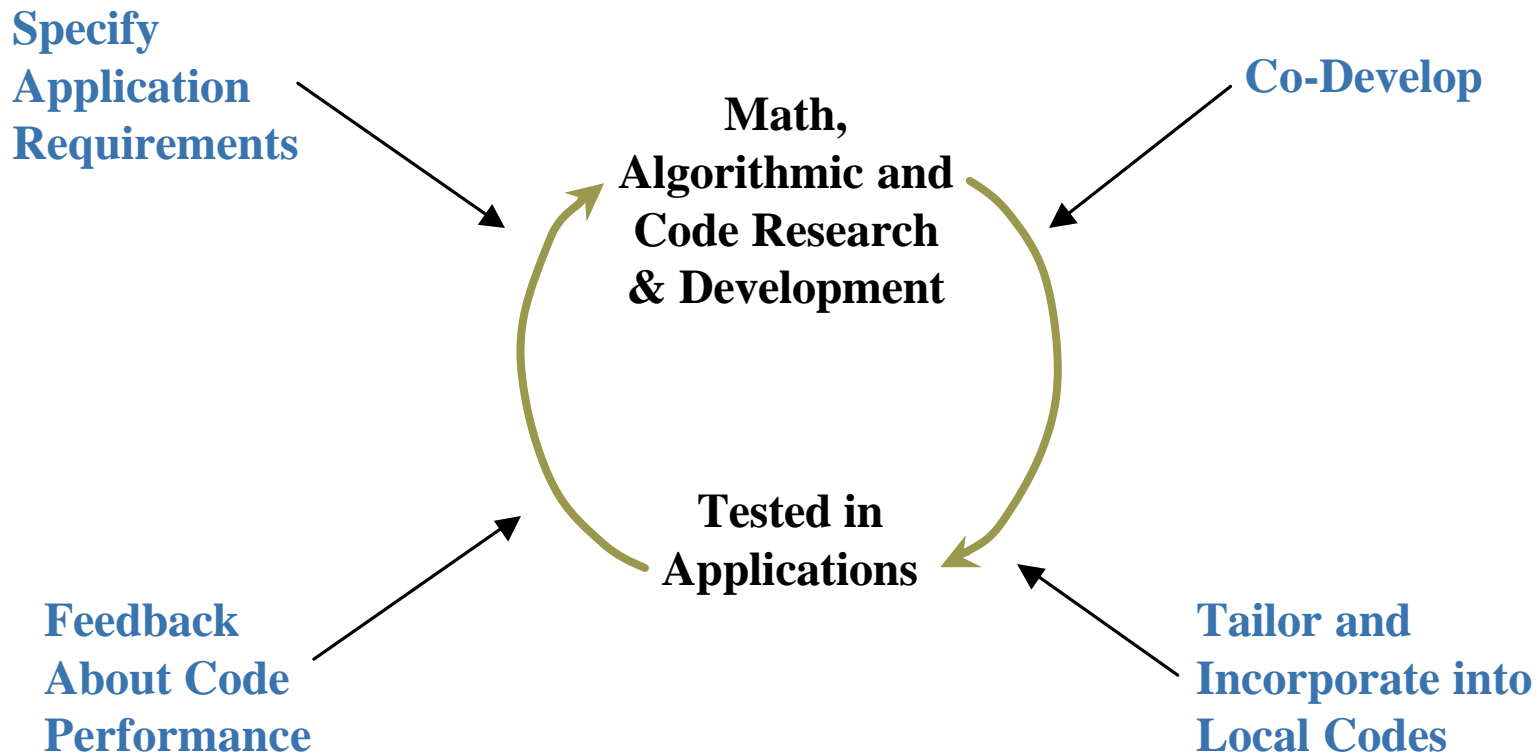 Specify
Application
Requirements
Co-Develop
Math,
Algorithmic and
Code Research
& Development
Tested in
Applications
Feedback
About Code
Performance
Tailor and
Incorporate into
Local Codes